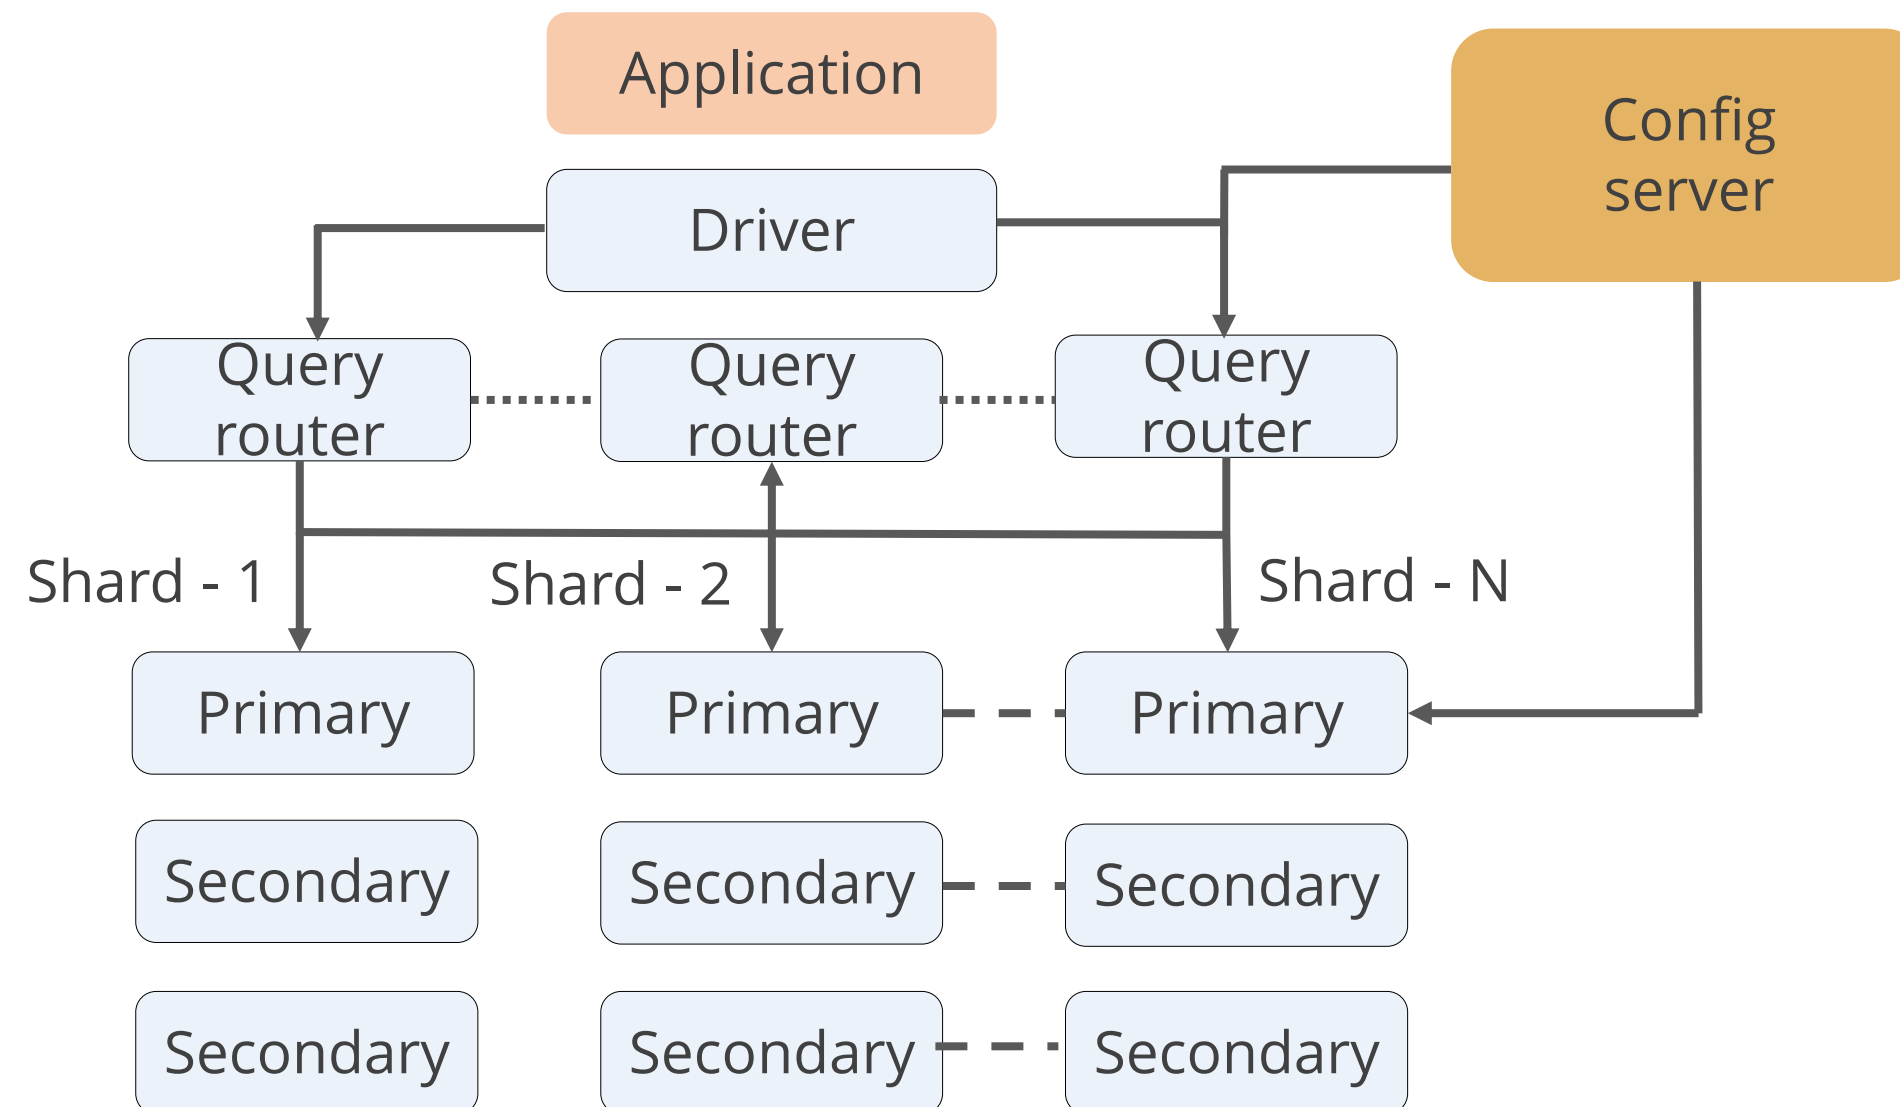 Application
Config
server
Driver
Query
router
Query
router
Query
router
Shard - 1
Shard - 2
Shard - N
Primary
Primary
Primary
Secondary
Secondary
Secondary
Secondary
Secondary
Secondary